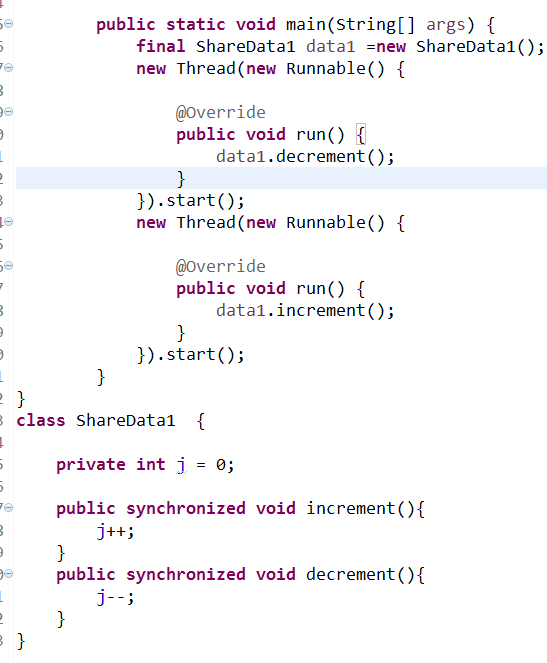 public static void main(String[] args) {
final ShareData1 data1 =new ShareData1();
new Thread(new Runnable() {
@Override
public void run() {
data1.decrement();
}
}).start();
new Thread(new Runnable() {
@Override
public void run() {
data1.increment();
}
}).start();
}
}
class ShareData1  {
private int j = 0;
public synchronized void increment(){
j++;
}
public synchronized void decrement(){
j--;
}
}